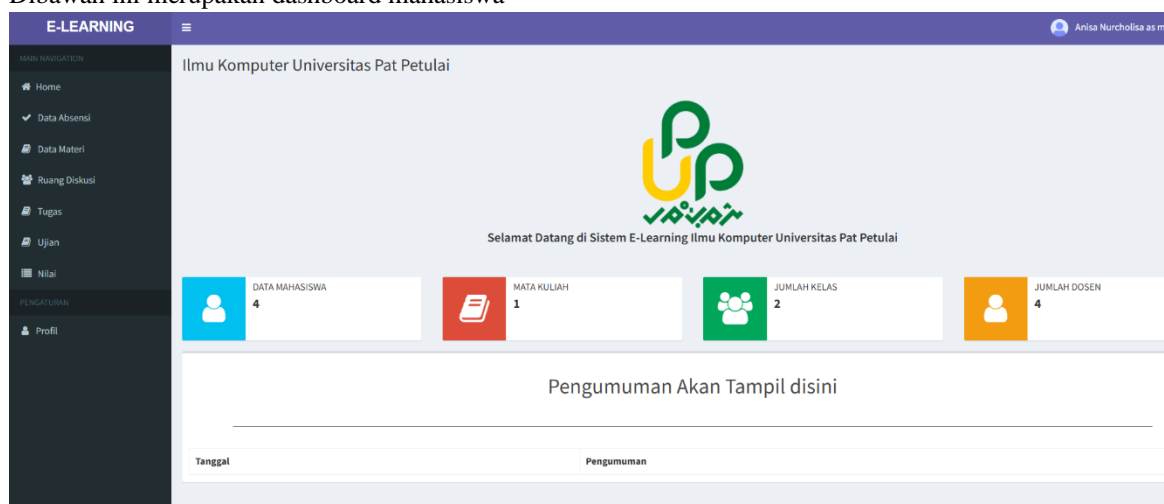 Dibawah ini merupakan dashboard mahasiswa
E-LEARNING
Anisa Nurcholisa as m
MAIN NAVIGATION
Home
Data Absensi
Data Materi
Ruang Diskusi
Tugas
Ujian
Nilai
PENGATURAN
Profil
Ilmu Komputer Universitas Pat Petulai
Selamat Datang di Sistem E-Learning Ilmu Komputer Universitas Pat Petulai
DATA MAHASISWA
4
MATA KULIAH
1
JUMLAH KELAS
2
JUMLAH DOSEN
4
Pengumuman Akan Tampil disini
Tanggal Pengumuman